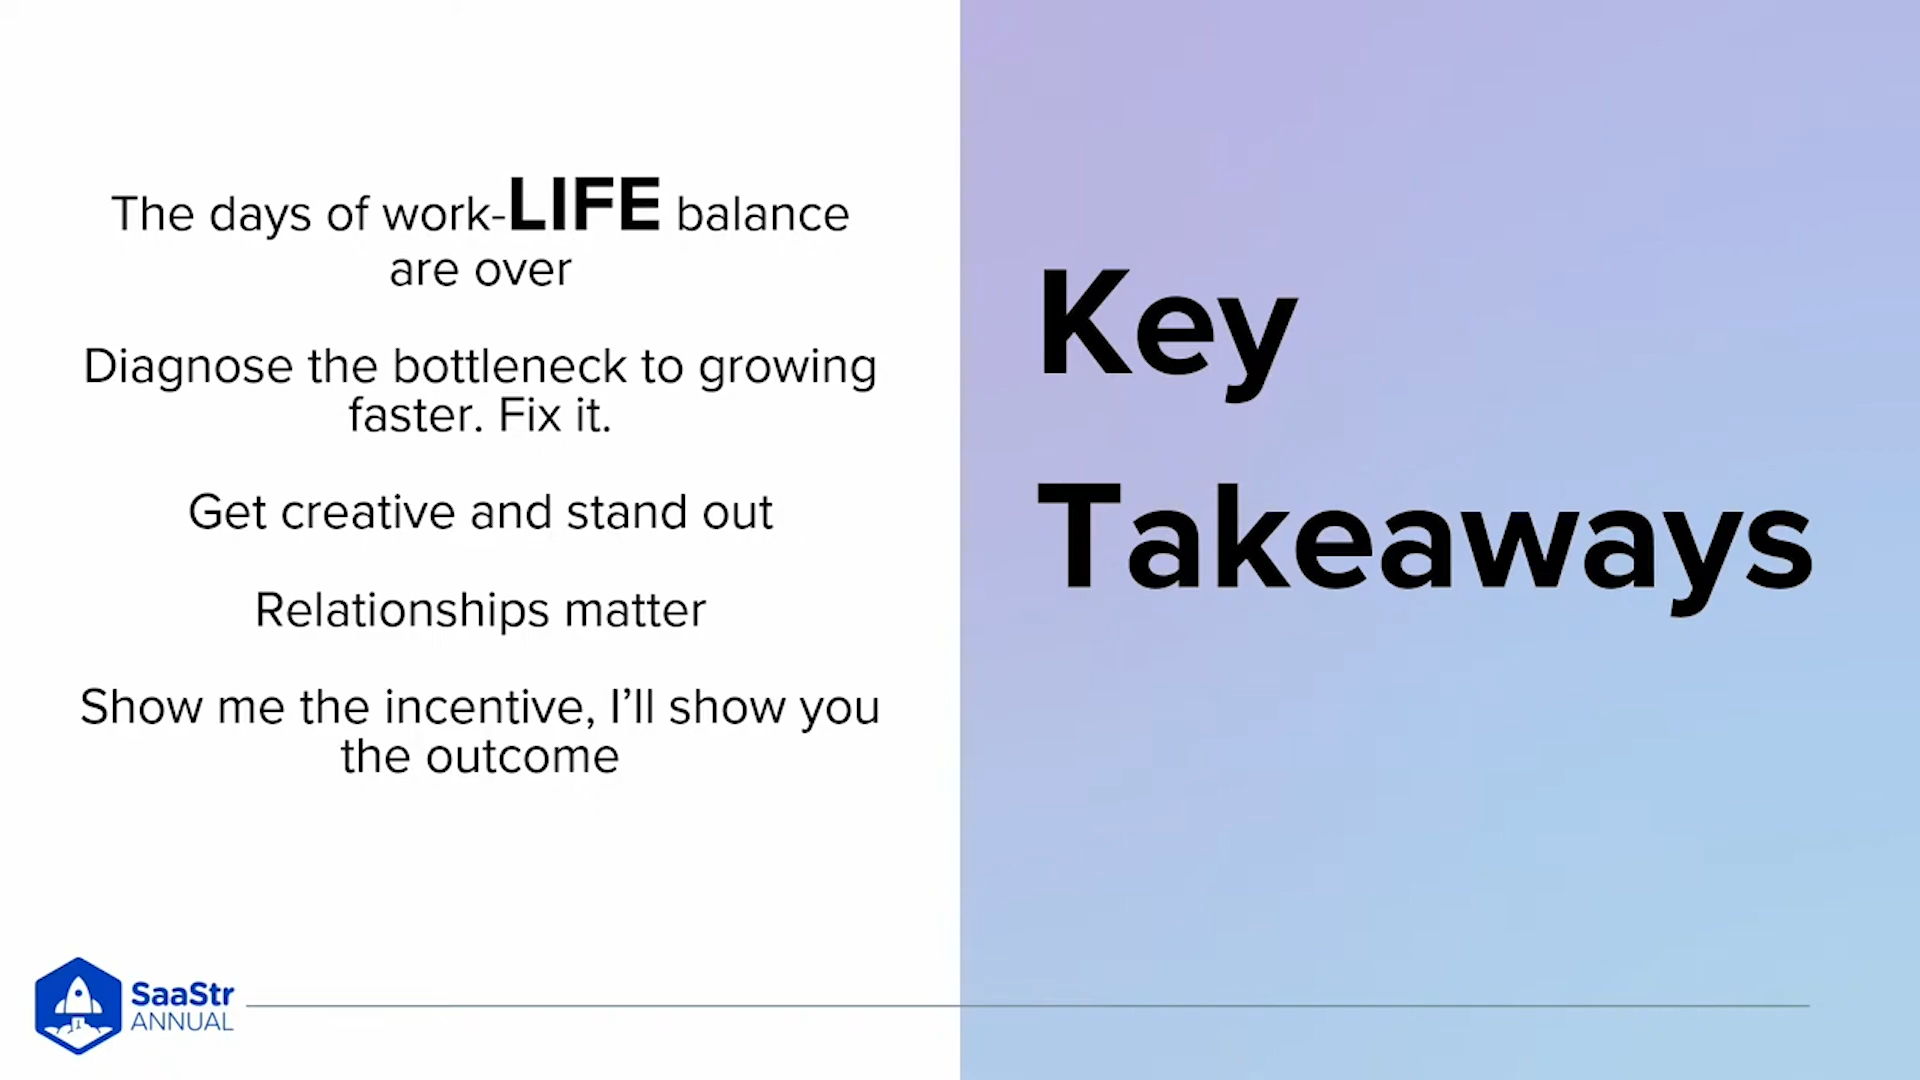 The days of work-LIFE balance
are over
Diagnose the bottleneck to growing
faster. Fix it.
Get creative and stand out
Relationships matter
Show me the incentive, I’ll show you
the outcome
Key
Takeaways
SaaStr
ANNUAL